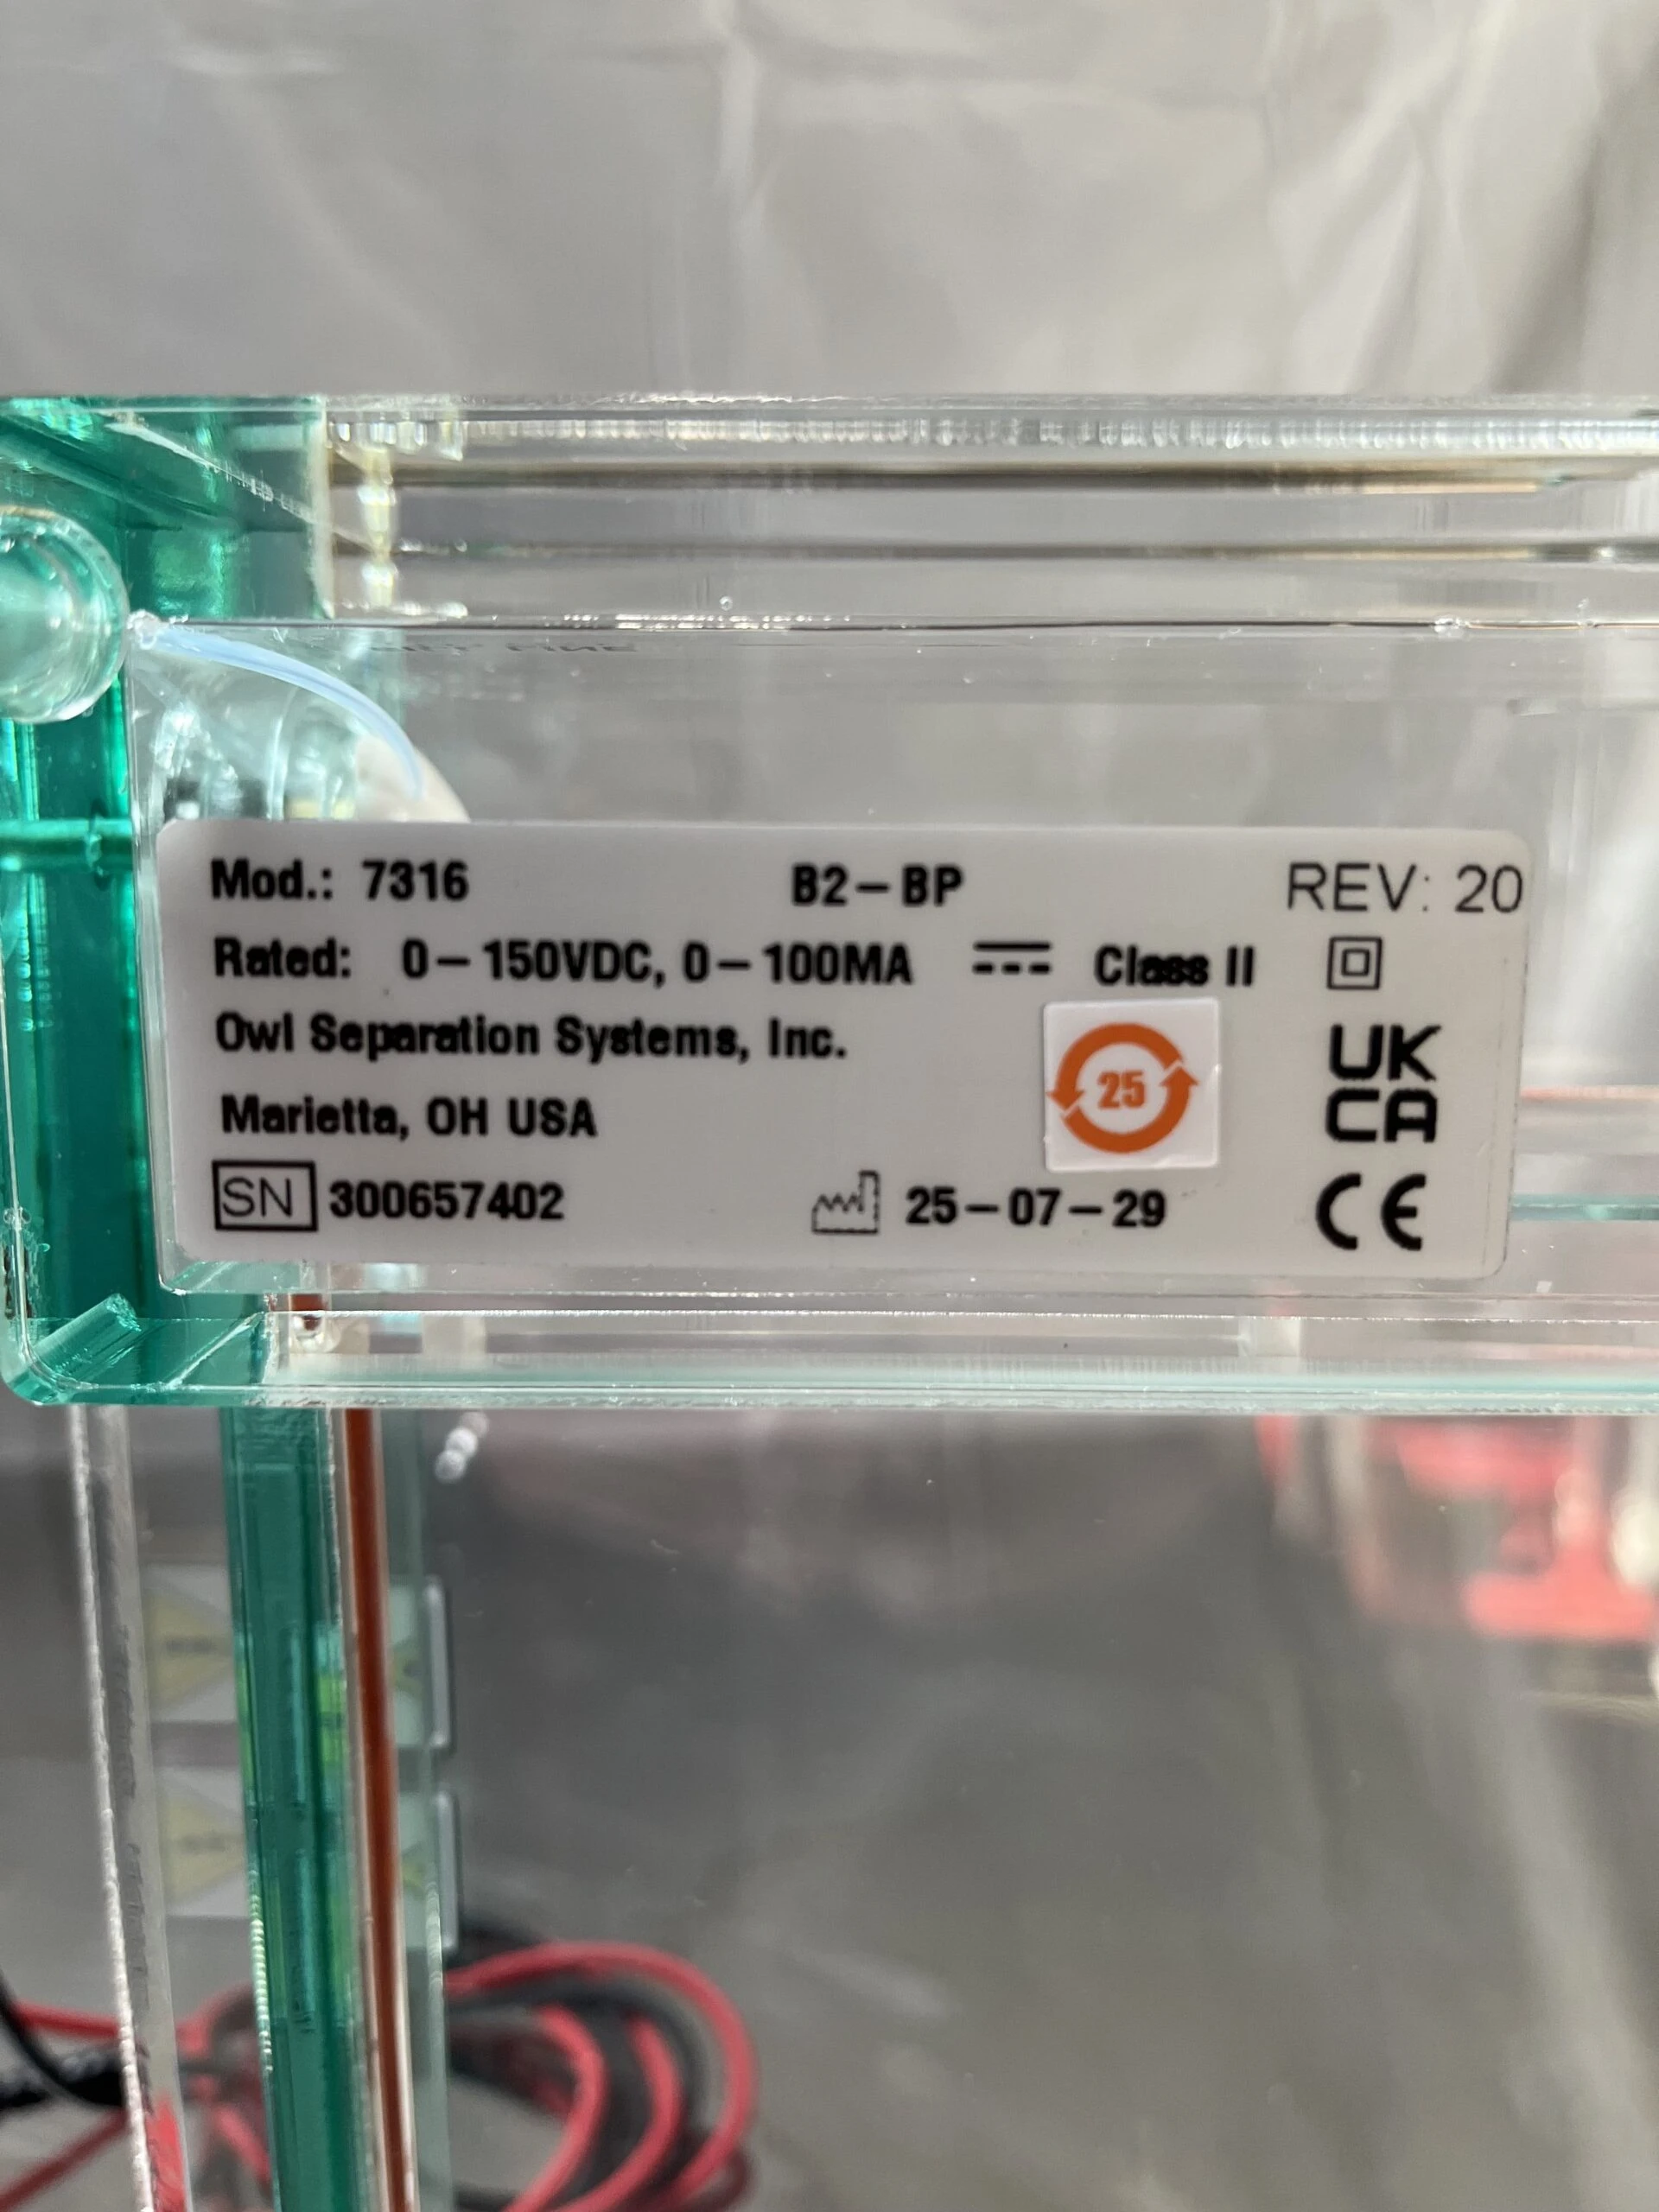 Mod.: 7316 B2-BP REV: 20
Rated: 0-150VDC, 0-100MA Class II
Owl Separation Systems, Inc.
25
UK
CA
Marietta, OH USA
SN 300657402 25-07-29 CE